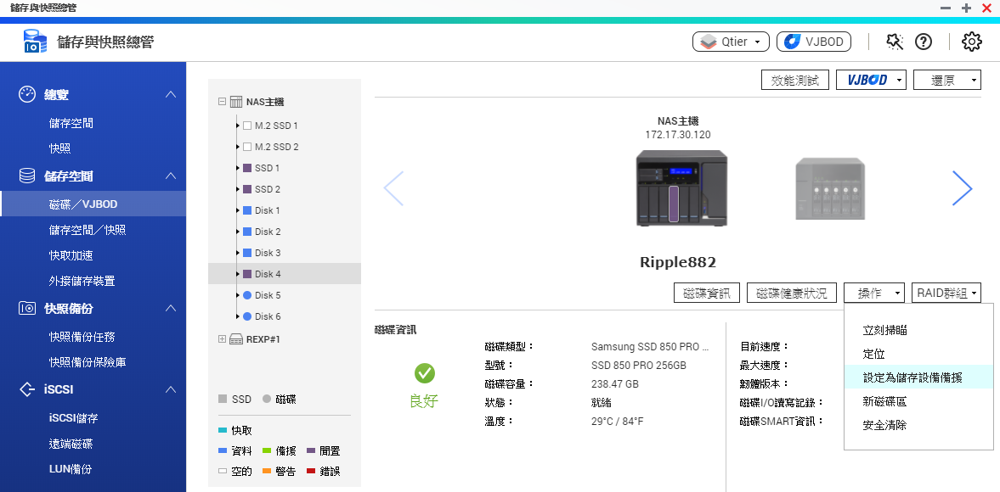 儲存與快照總管
儲存與快照總管
Qtier
VJBOD
總覽
儲存空間
快照
儲存空間
磁碟／VJBOD
儲存空間／快照
快取加速
外接儲存裝置
快照備份
快照備份任務
快照備份保險庫
iSCSI
iSCSI儲存
遠端磁碟
LUN備份
NAS主機
M.2 SSD 1
M.2 SSD 2
SSD 1
SSD 2
Disk 1
Disk 2
Disk 3
Disk 4
Disk 5
Disk 6
REXP#1
SSD 磁碟
快取
資料 備援 閒置
空的 警告 錯誤
效能測試 VJBOD 還原
NAS主機
172.17.30.120
Ripple882
磁碟資訊 磁碟健康狀況 操作 RAID群組
磁碟資訊
良好
磁碟類型： Samsung SSD 850 PRO ...
型號： SSD 850 PRO 256GB
磁碟容量： 238.47 GB
狀態： 就緒
溫度： 29°C / 84°F
目前速度：
最大速度：
韌體版本：
磁碟I/O讀寫記錄：
磁碟SMART資訊：
立刻掃瞄
定位
設定為儲存設備備援
新磁碟區
安全清除